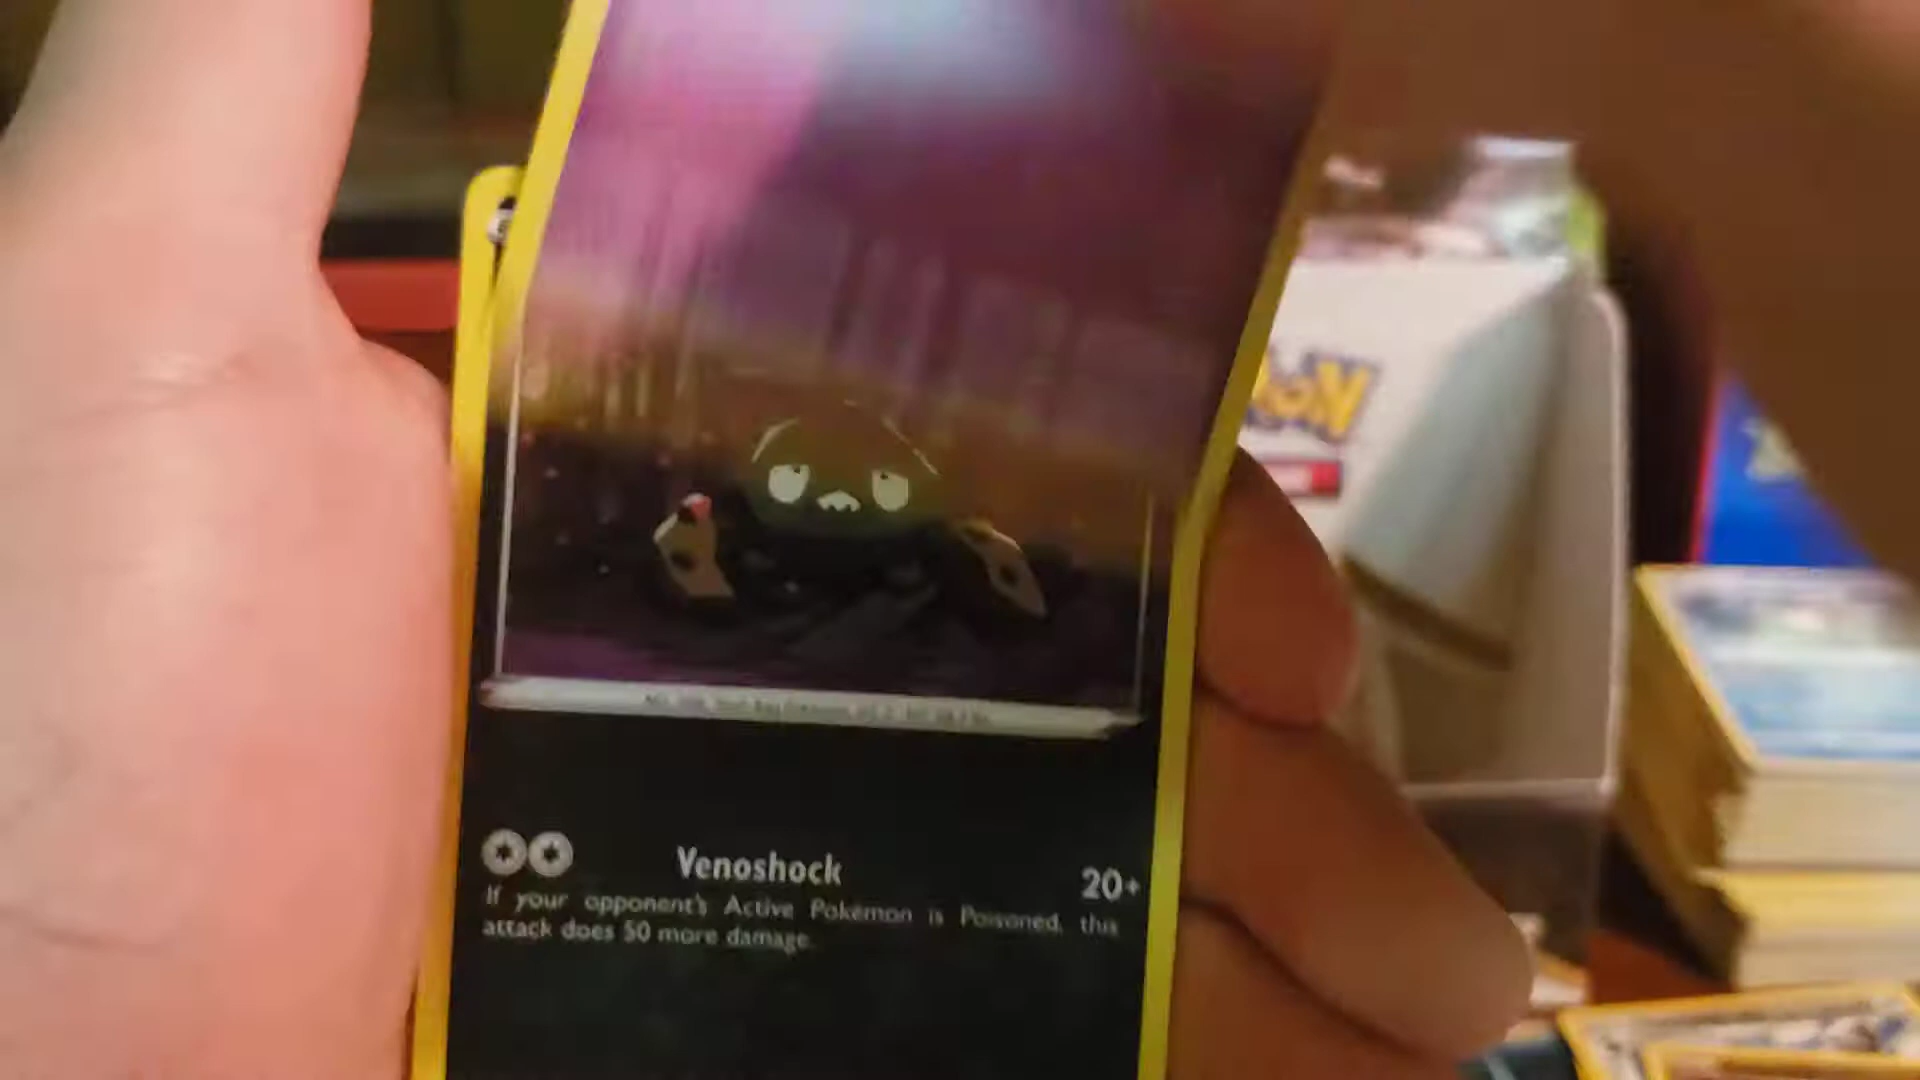 Venoshock 20+
If your opponent's Active Pokémon is Poisoned, this
attack does 50 more damage.